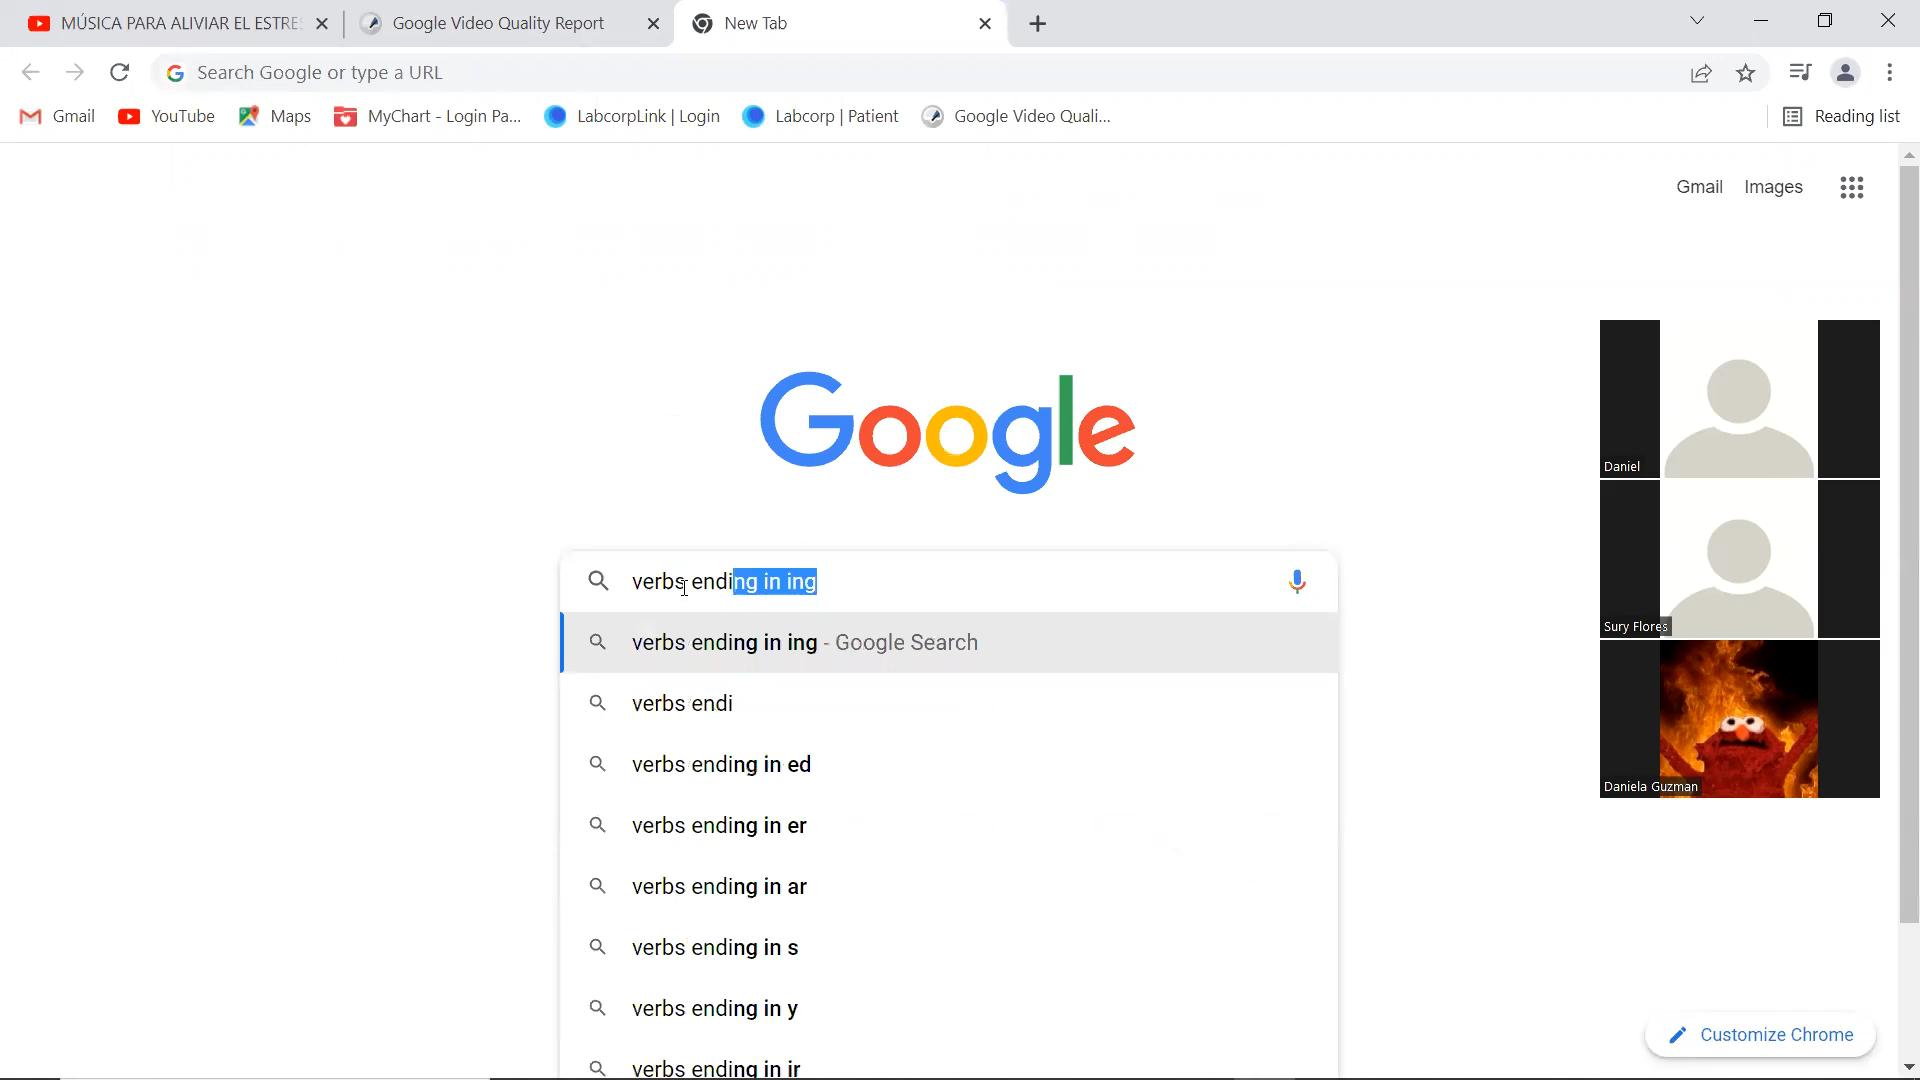 MÚSICA PARA ALIVIAR EL ESTRE
Google Video Quality Report
New Tab
Search Google or type a URL
Gmail
YouTube
Maps
MyChart - Login Pa...
LabcorpLink | Login
Labcorp | Patient
Google Video Quali...
Reading list
Gmail
Images
Google
verbs ending in ing
verbs ending in ing - Google Search
verbs endi
verbs ending in ed
verbs ending in er
verbs ending in ar
verbs ending in s
verbs ending in y
verbs ending in ir
Daniel
Sury Flores
Daniela Guzman
Customize Chrome